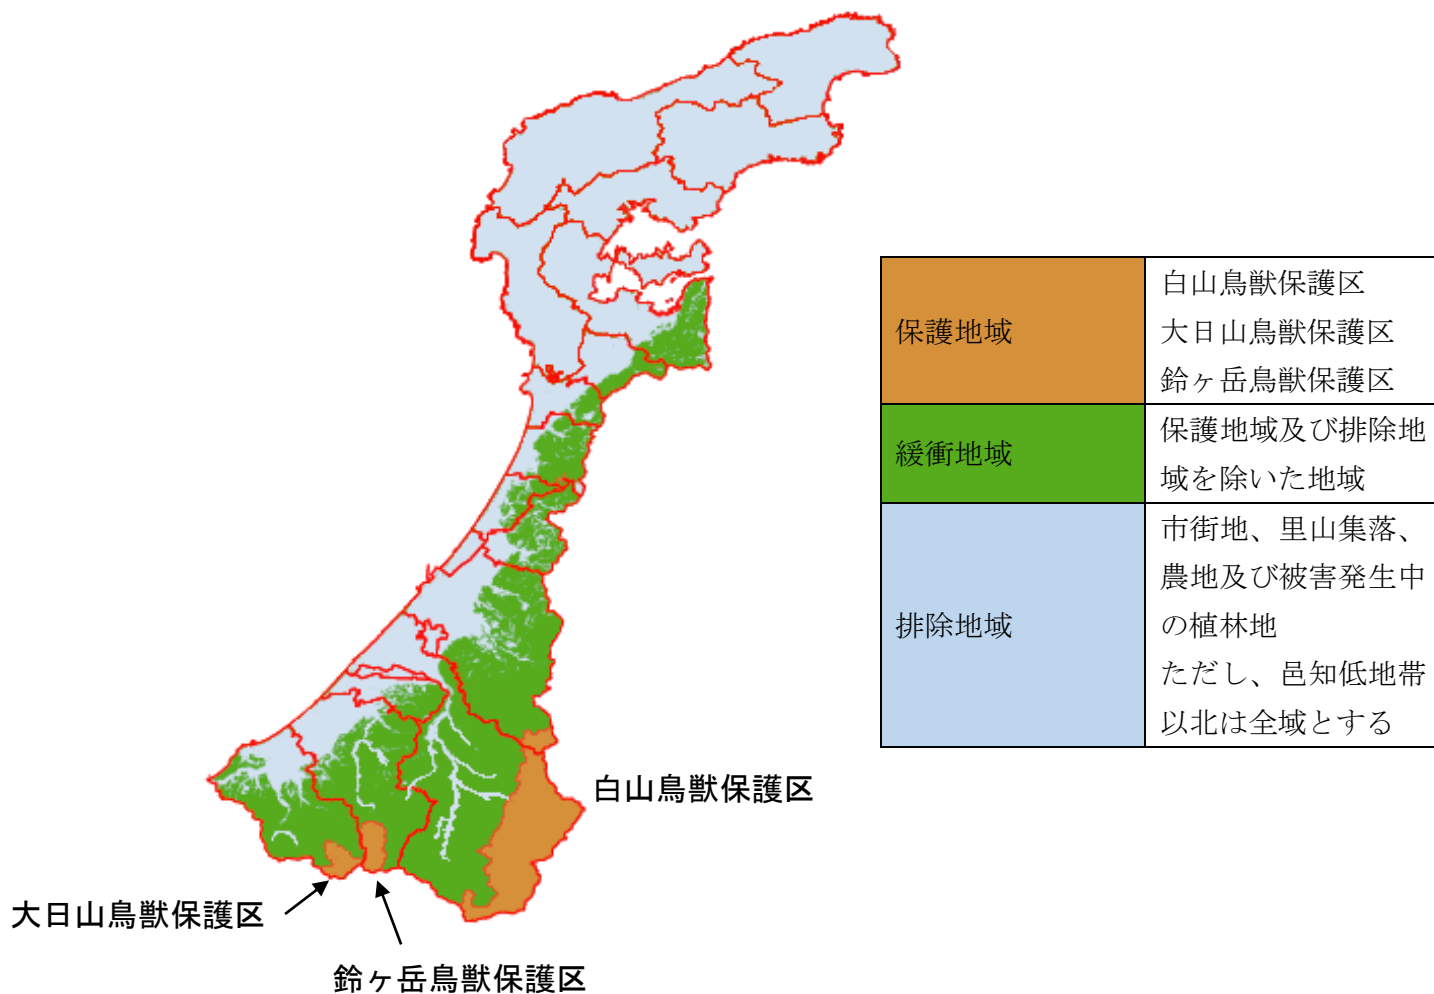 保護地域
白山鳥獣保護区
大日山鳥獣保護区
鈴ヶ岳鳥獣保護区
緩衝地域
保護地域及び排除地
域を除いた地域
排除地域
市街地、里山集落、
農地及び被害発生中
の植林地
ただし、邑知低地帯
以北は全域とする
白山鳥獣保護区
大日山鳥獣保護区
鈴ヶ岳鳥獣保護区